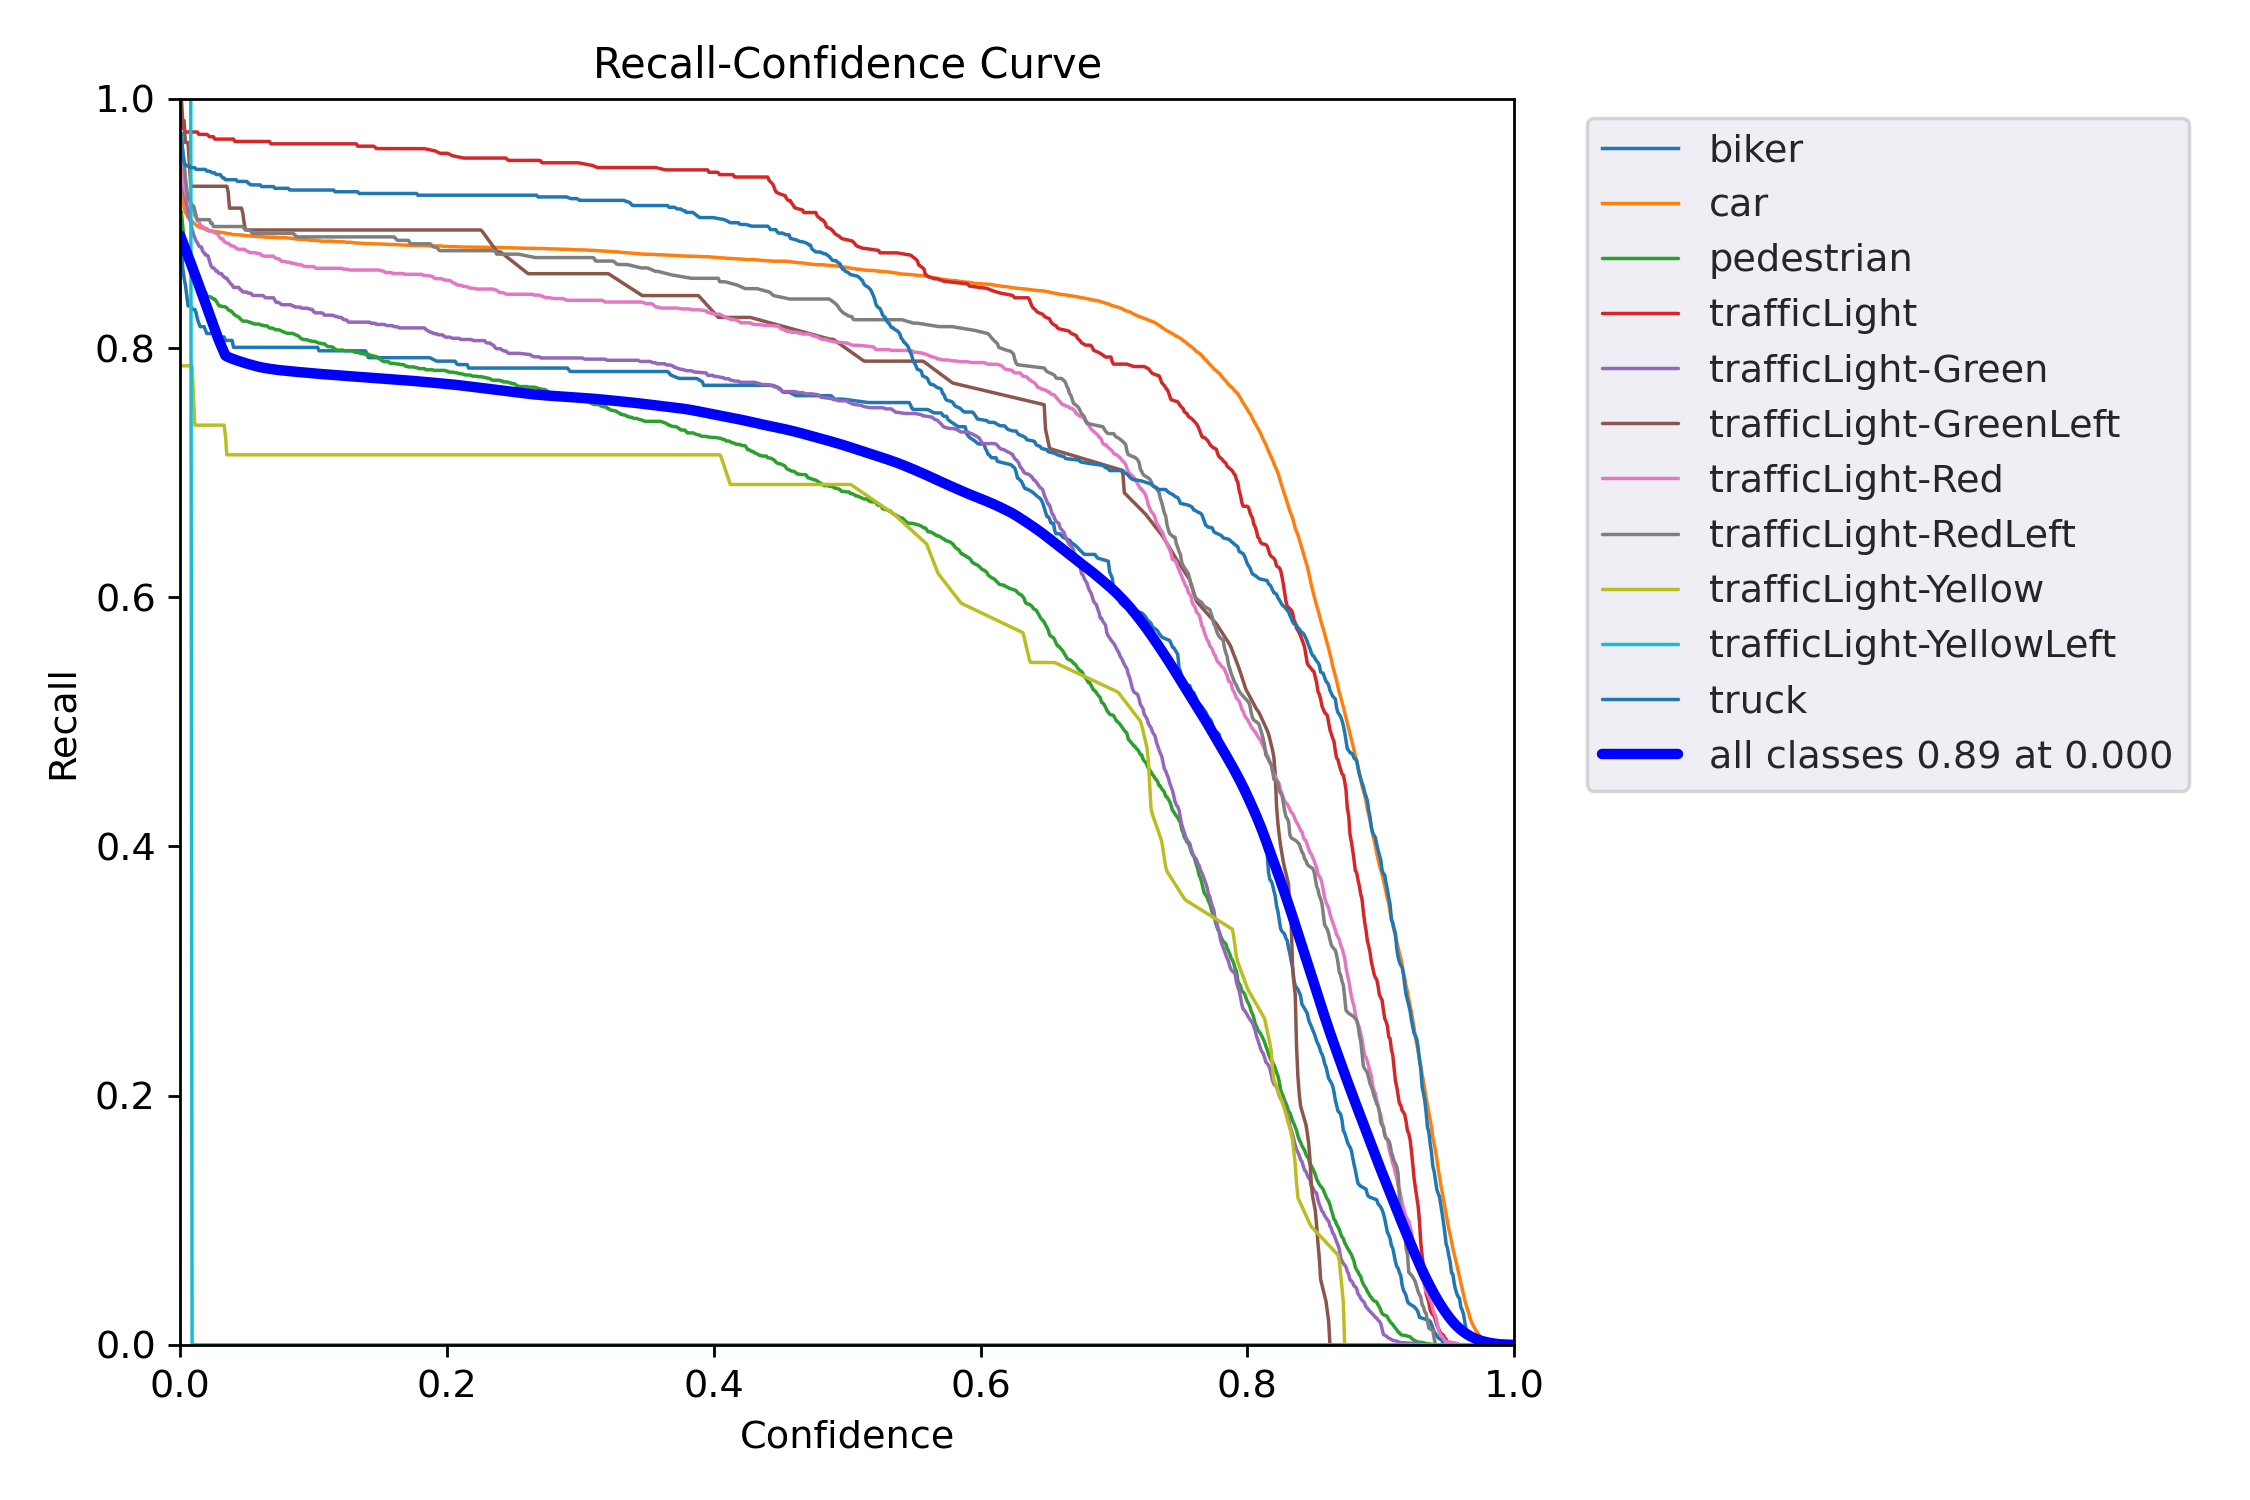 Recall-Confidence Curve
1.0
0.8
0.6
0.4
0.2
0.0
Recall
0.0 0.2 0.4 0.6 0.8 1.0
Confidence
biker
car
pedestrian
trafficLight
trafficLight-Green
trafficLight-GreenLeft
trafficLight-Red
trafficLight-RedLeft
trafficLight-Yellow
trafficLight-YellowLeft
truck
all classes 0.89 at 0.000